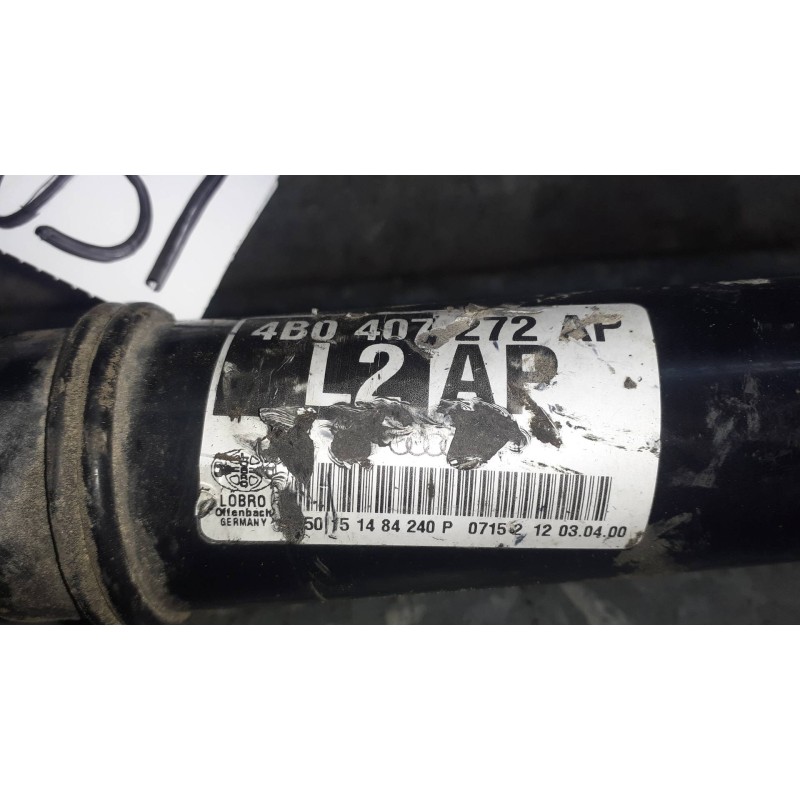 4B0 407 272 AP
L2 AP
LOBRO
Offenbach
GERMANY
50 15 14 84 240 P 0715 2 12 03.04.00